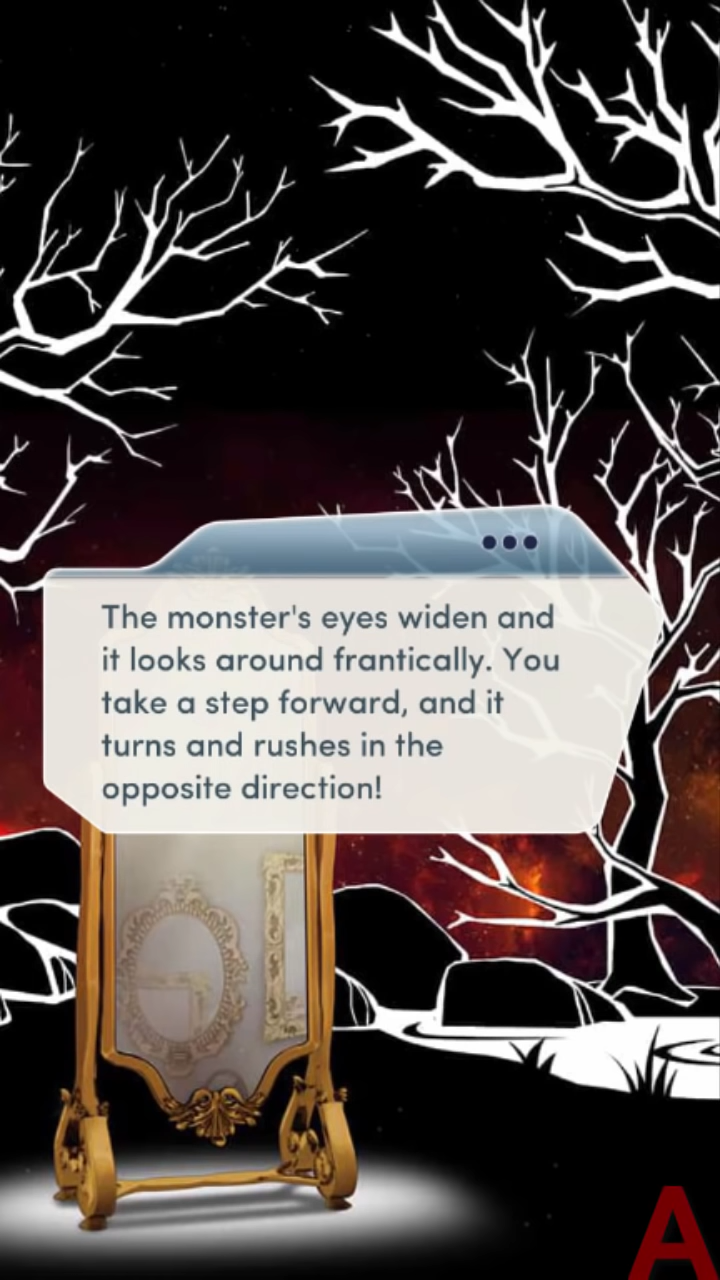 The monster's eyes widen and
it looks around frantically. You
take a step forward, and it
turns and rushes in the
opposite direction!
A